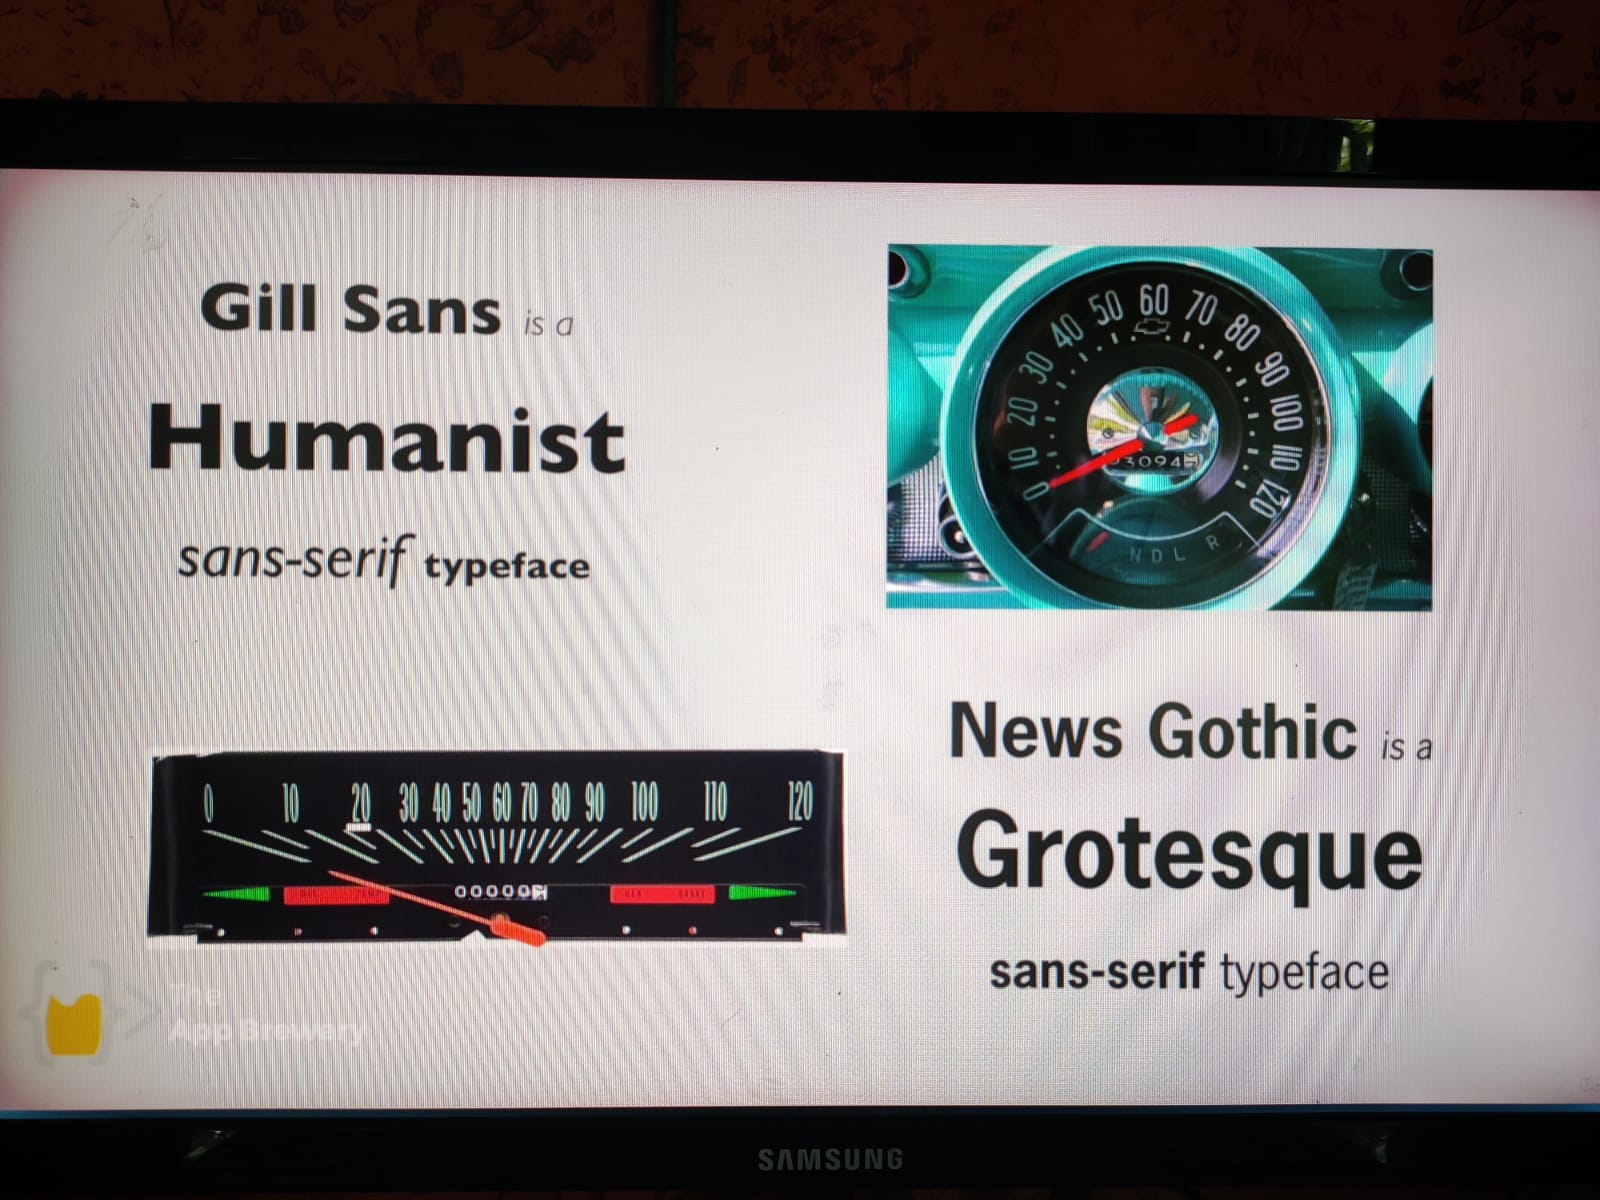 Gill Sans is a
Humanist
sans-serif typeface
50 60 70
40 80
30 90
20 100
10 110
0 120
N D L R
0 10 20 30 40 50 60 70 80 90 100 110 120
News Gothic is a
Grotesque
sans-serif typeface
The
App Brewery
SAMSUNG